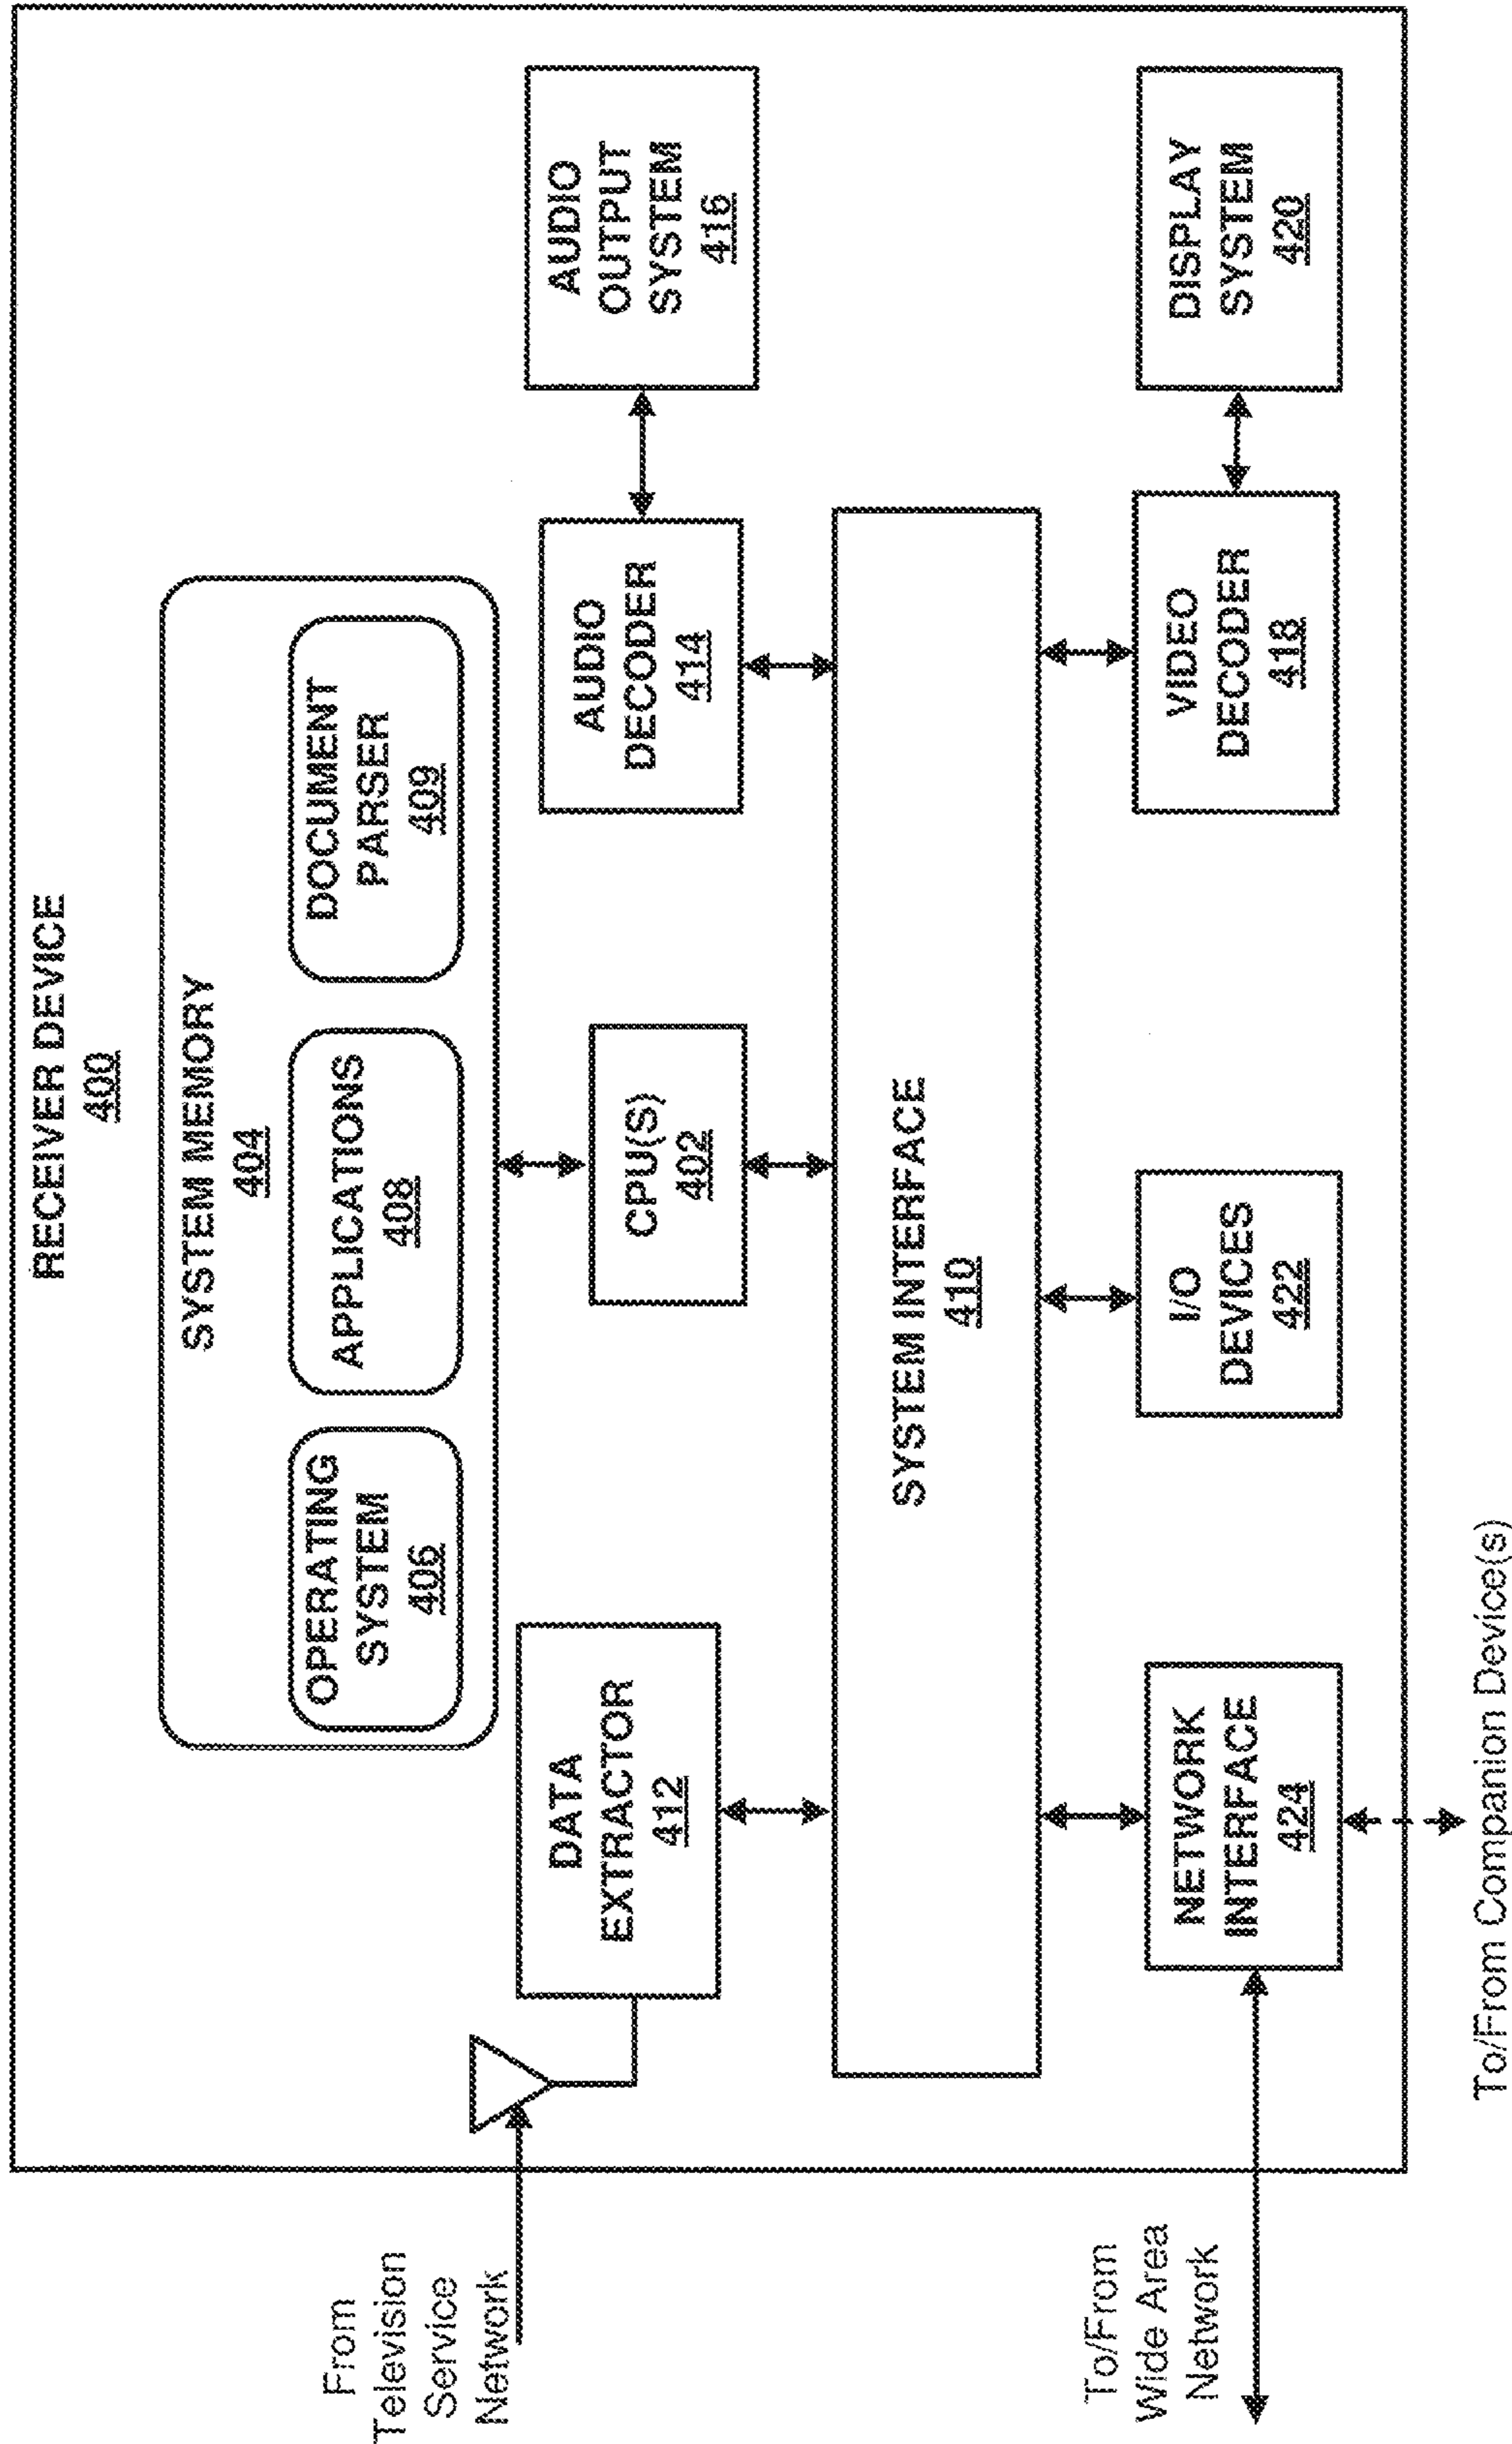 RECEIVER DEVICE
400
SYSTEM MEMORY
404
OPERATING
SYSTEM
406
APPLICATIONS
408
DOCUMENT
PARSER
409
From
Television
Service
Network
DATA
EXTRACTOR
412
CPU(S)
402
AUDIO
DECODER
414
AUDIO
OUTPUT
SYSTEM
416
SYSTEM INTERFACE
410
To/From
Wide Area
Network
NETWORK
INTERFACE
424
I/O
DEVICES
422
VIDEO
DECODER
418
DISPLAY
SYSTEM
420
To/From Companion Device(s)